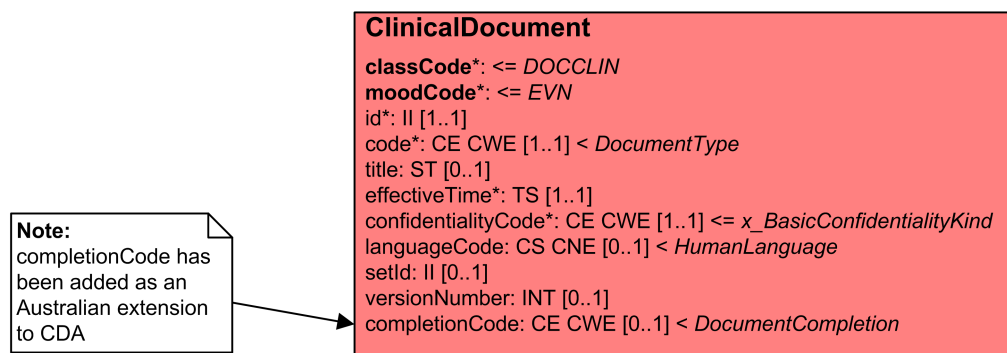 ClinicalDocument
classCode*: <= DOCCLIN
moodCode*: <= EVN
id*: II [1..1]
code*: CE CWE [1..1] < DocumentType
title: ST [0..1]
effectiveTime*: TS [1..1]
confidentialityCode*: CE CWE [1..1] <= x_BasicConfidentialityKind
languageCode: CS CNE [0..1] < HumanLanguage
setId: II [0..1]
versionNumber: INT [0..1]
completionCode: CE CWE [0..1] < DocumentCompletion
Note:
completionCode has
been added as an
Australian extension
to CDA